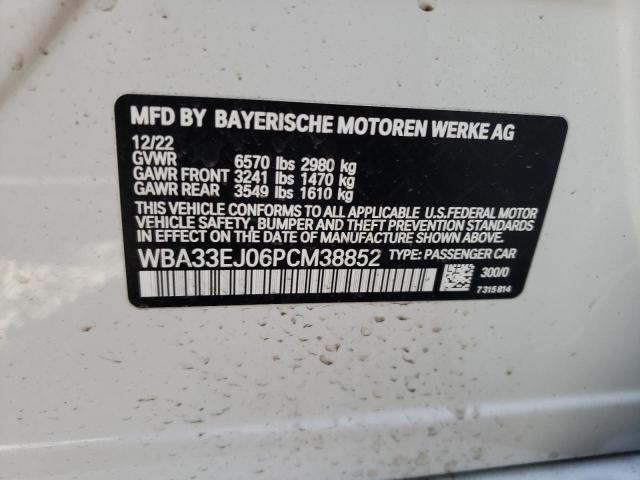 MFD BY BAYERISCHE MOTOREN WERKE AG
12/22
GVWR 6570 lbs 2980 kg
GAWR FRONT 3241 lbs 1470 kg
GAWR REAR 3549 lbs 1610 kg
THIS VEHICLE CONFORMS TO ALL APPLICABLE U.S.FEDERAL MOTOR
VEHICLE SAFETY, BUMPER, AND THEFT PREVENTION STANDARDS
IN EFFECT ON THE DATE OF MANUFACTURE SHOWN ABOVE.
WBA33EJ06PCM38852 TYPE: PASSENGER CAR
300/0
7315814